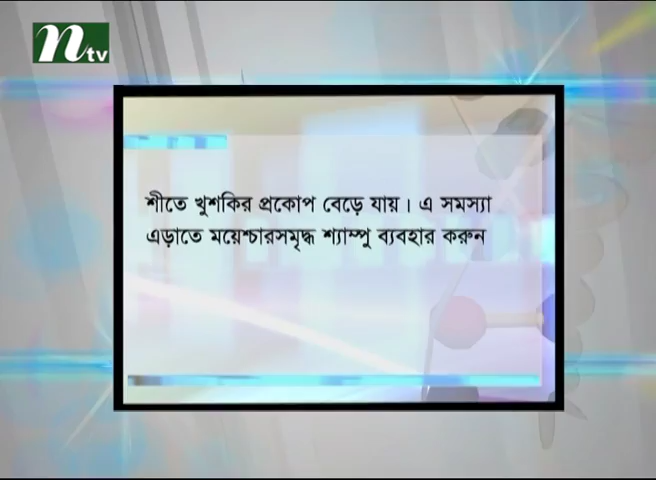 ntv
শীতে খুশকির প্রকোপ বেড়ে যায়। এ সমস্যা
এড়াতে ময়েশ্চারসমৃদ্ধ শ্যাম্পু ব্যবহার করুন